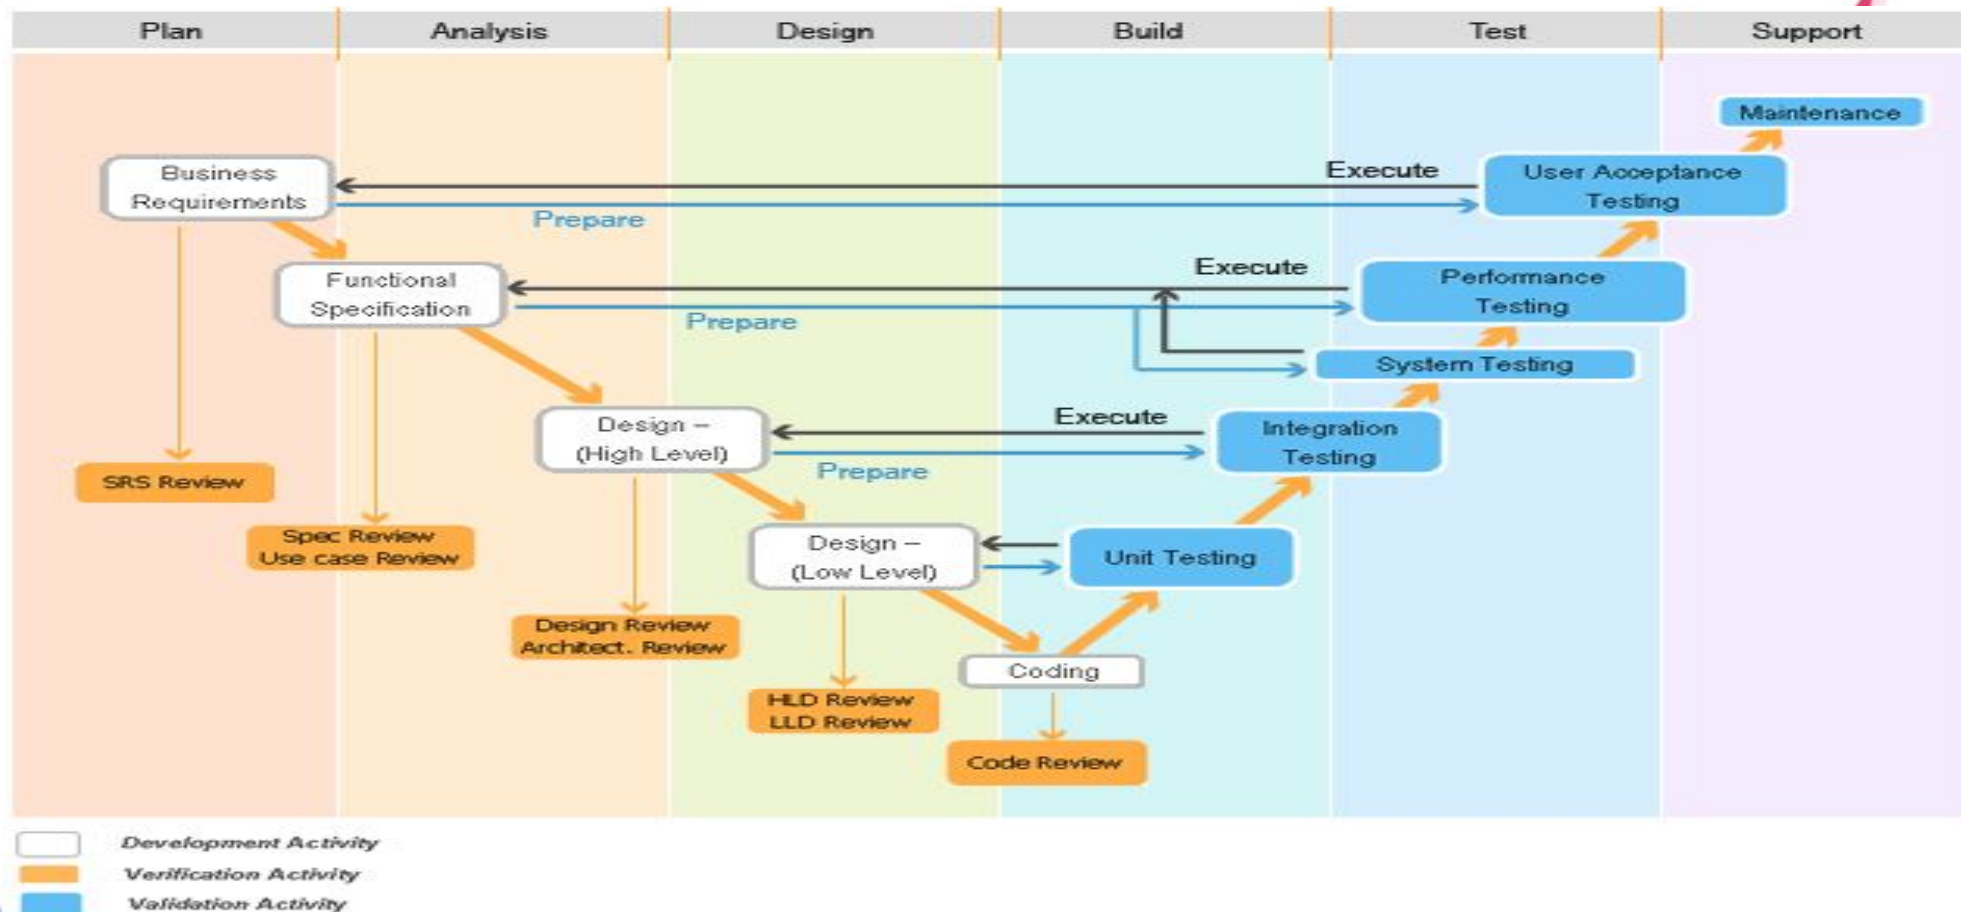 Plan
Analysis
Design
Build
Test
Support
Maintenance
Business
Requirements
Execute
User Acceptance
Testing
Prepare
Functional
Specification
Execute
Performance
Testing
Prepare
System Testing
Design –
(High Level)
Execute
Integration
Testing
Prepare
SRS Review
Spec Review
Use case Review
Design –
(Low Level)
Unit Testing
Design Review
Architect. Review
Coding
HLD Review
LLD Review
Code Review
Development Activity
Verification Activity
Validation Activity